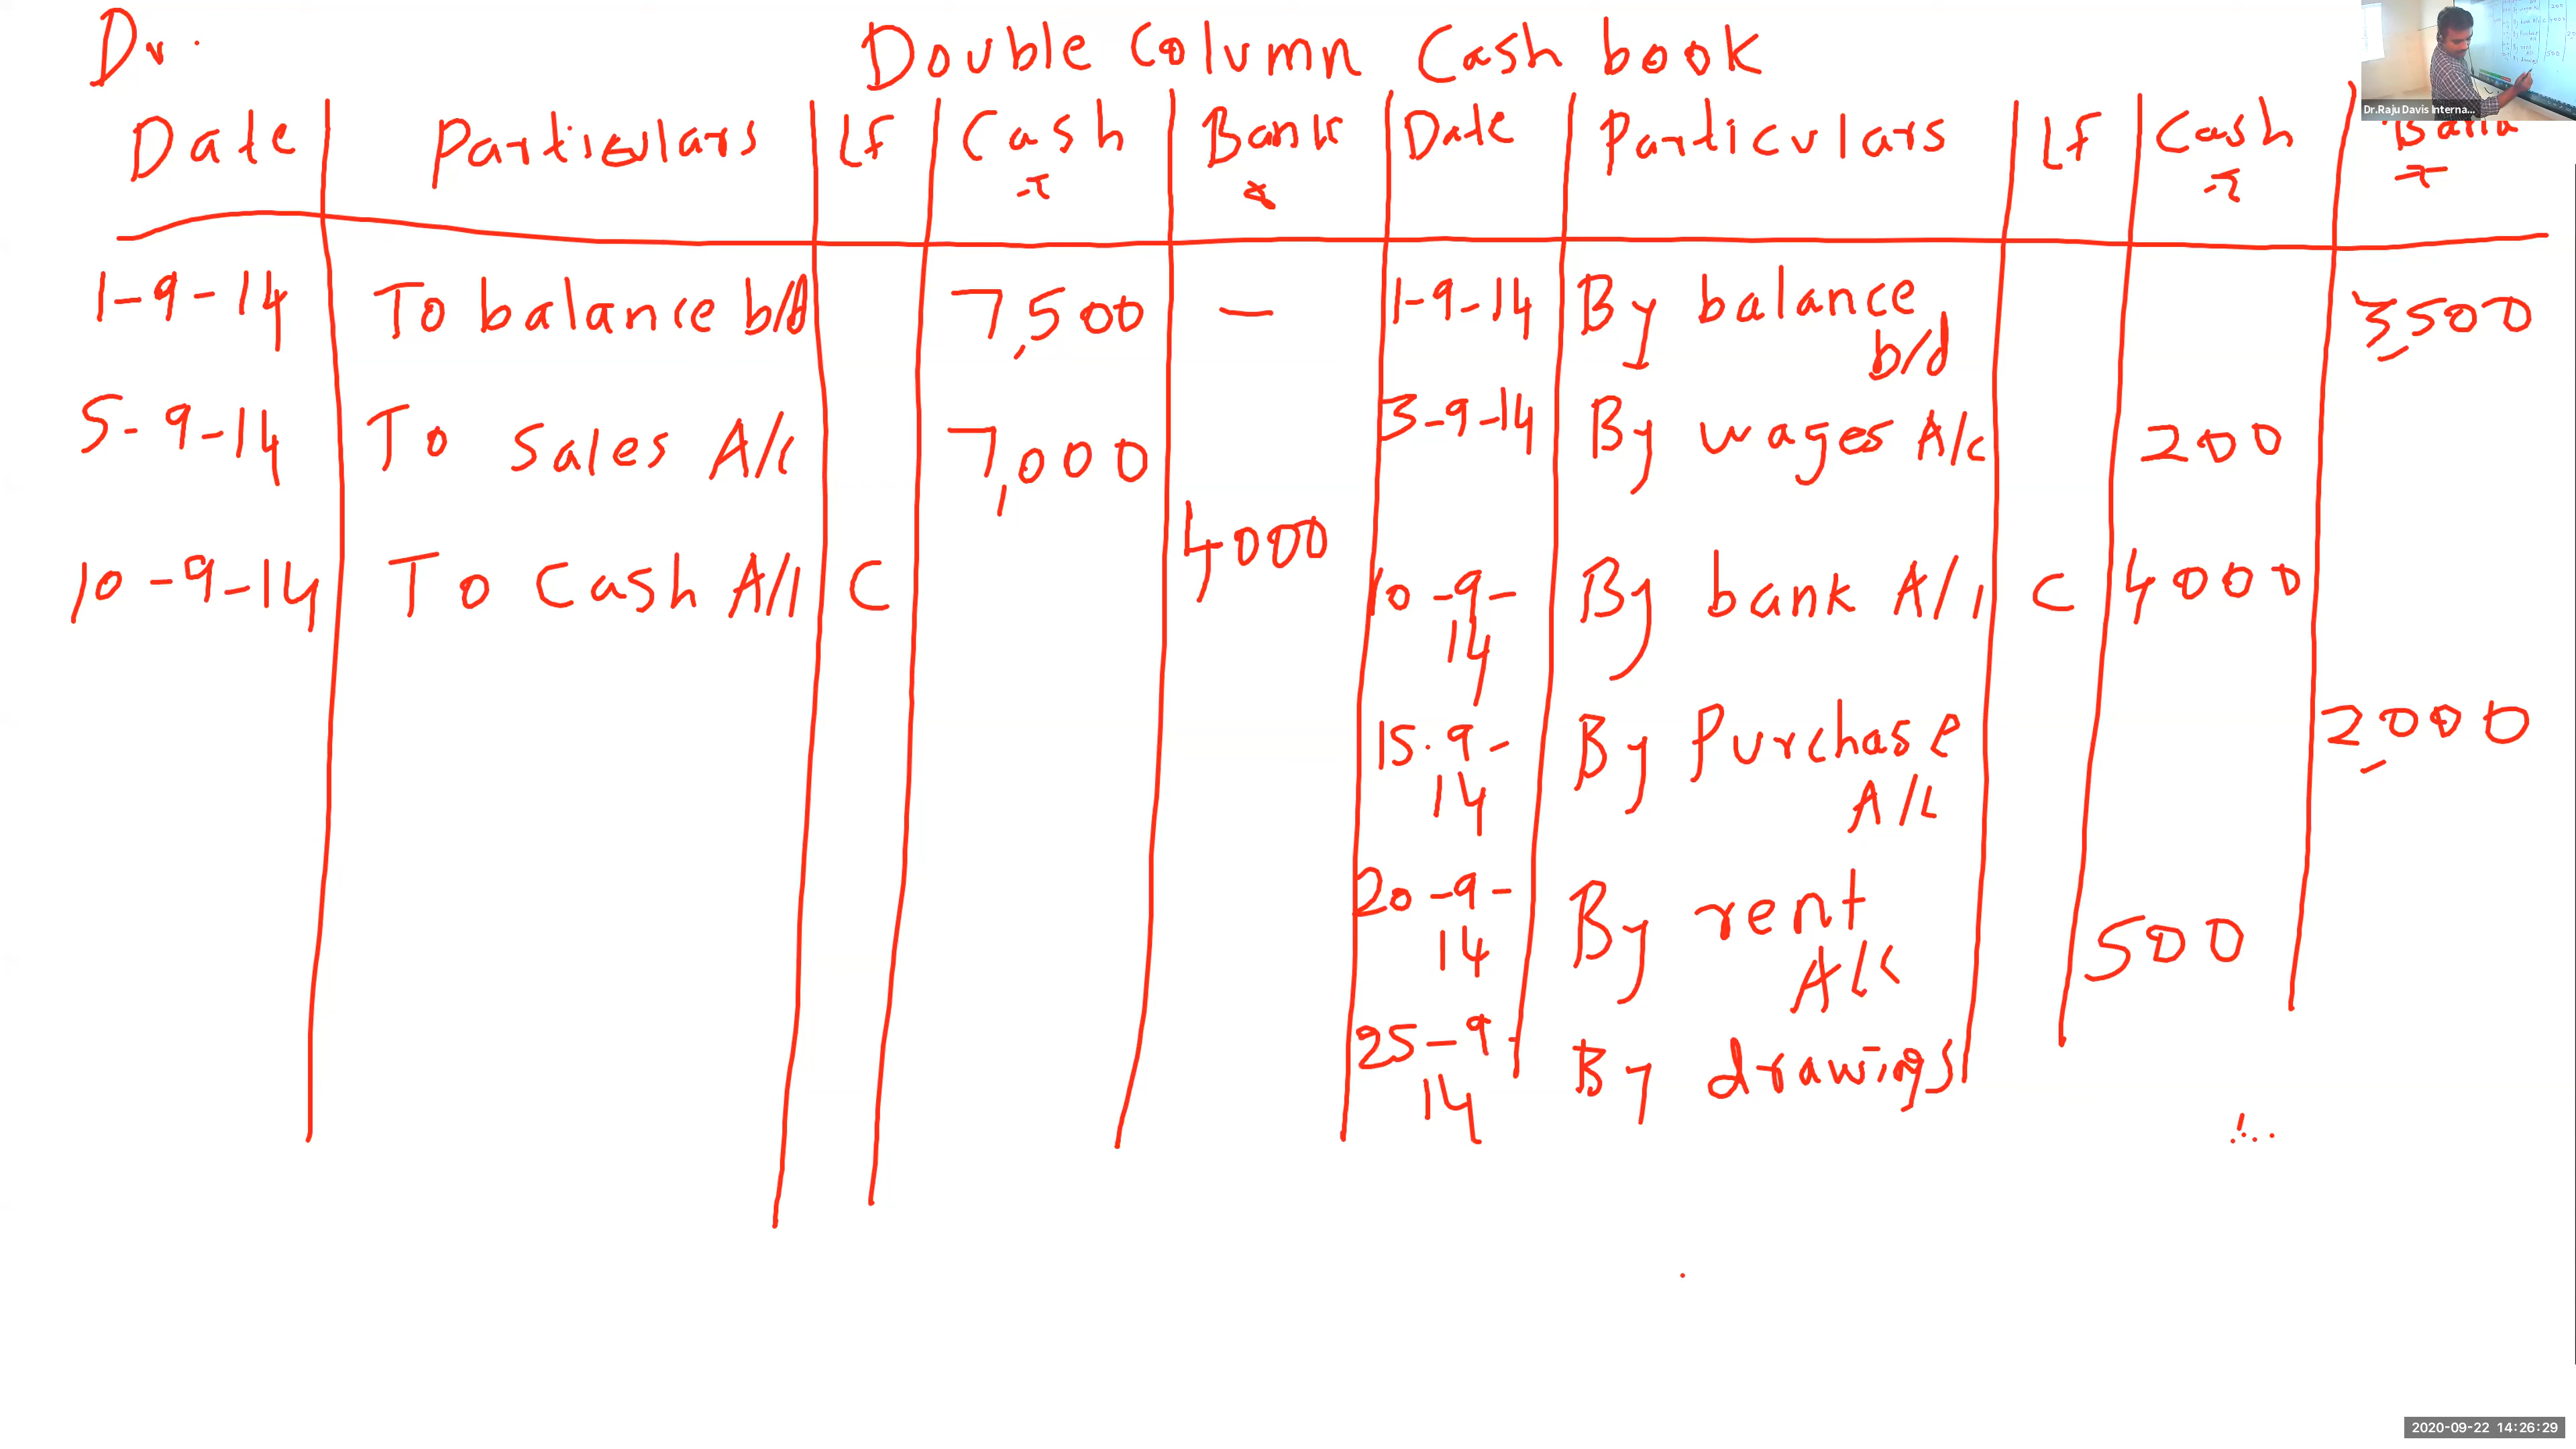 Dr.
Double Column Cash book
Date Particulars LF Cash Bank Date Particulars LF Cash Bank
1-9-14 To balance b/d 7,500 — 1-9-14 By balance b/d 3,500
5-9-14 To Sales A/c 7,000 3-9-14 By wages A/c 200
10-9-14 To Cash A/c C 4000 10-9-14 By bank A/c C 4000
15.9-14 By Purchase A/c 2,000
20-9-14 By rent A/c 500
25-9-14 By drawings
Dr.Raju Davis Interna...
2020-09-22 14:26:29